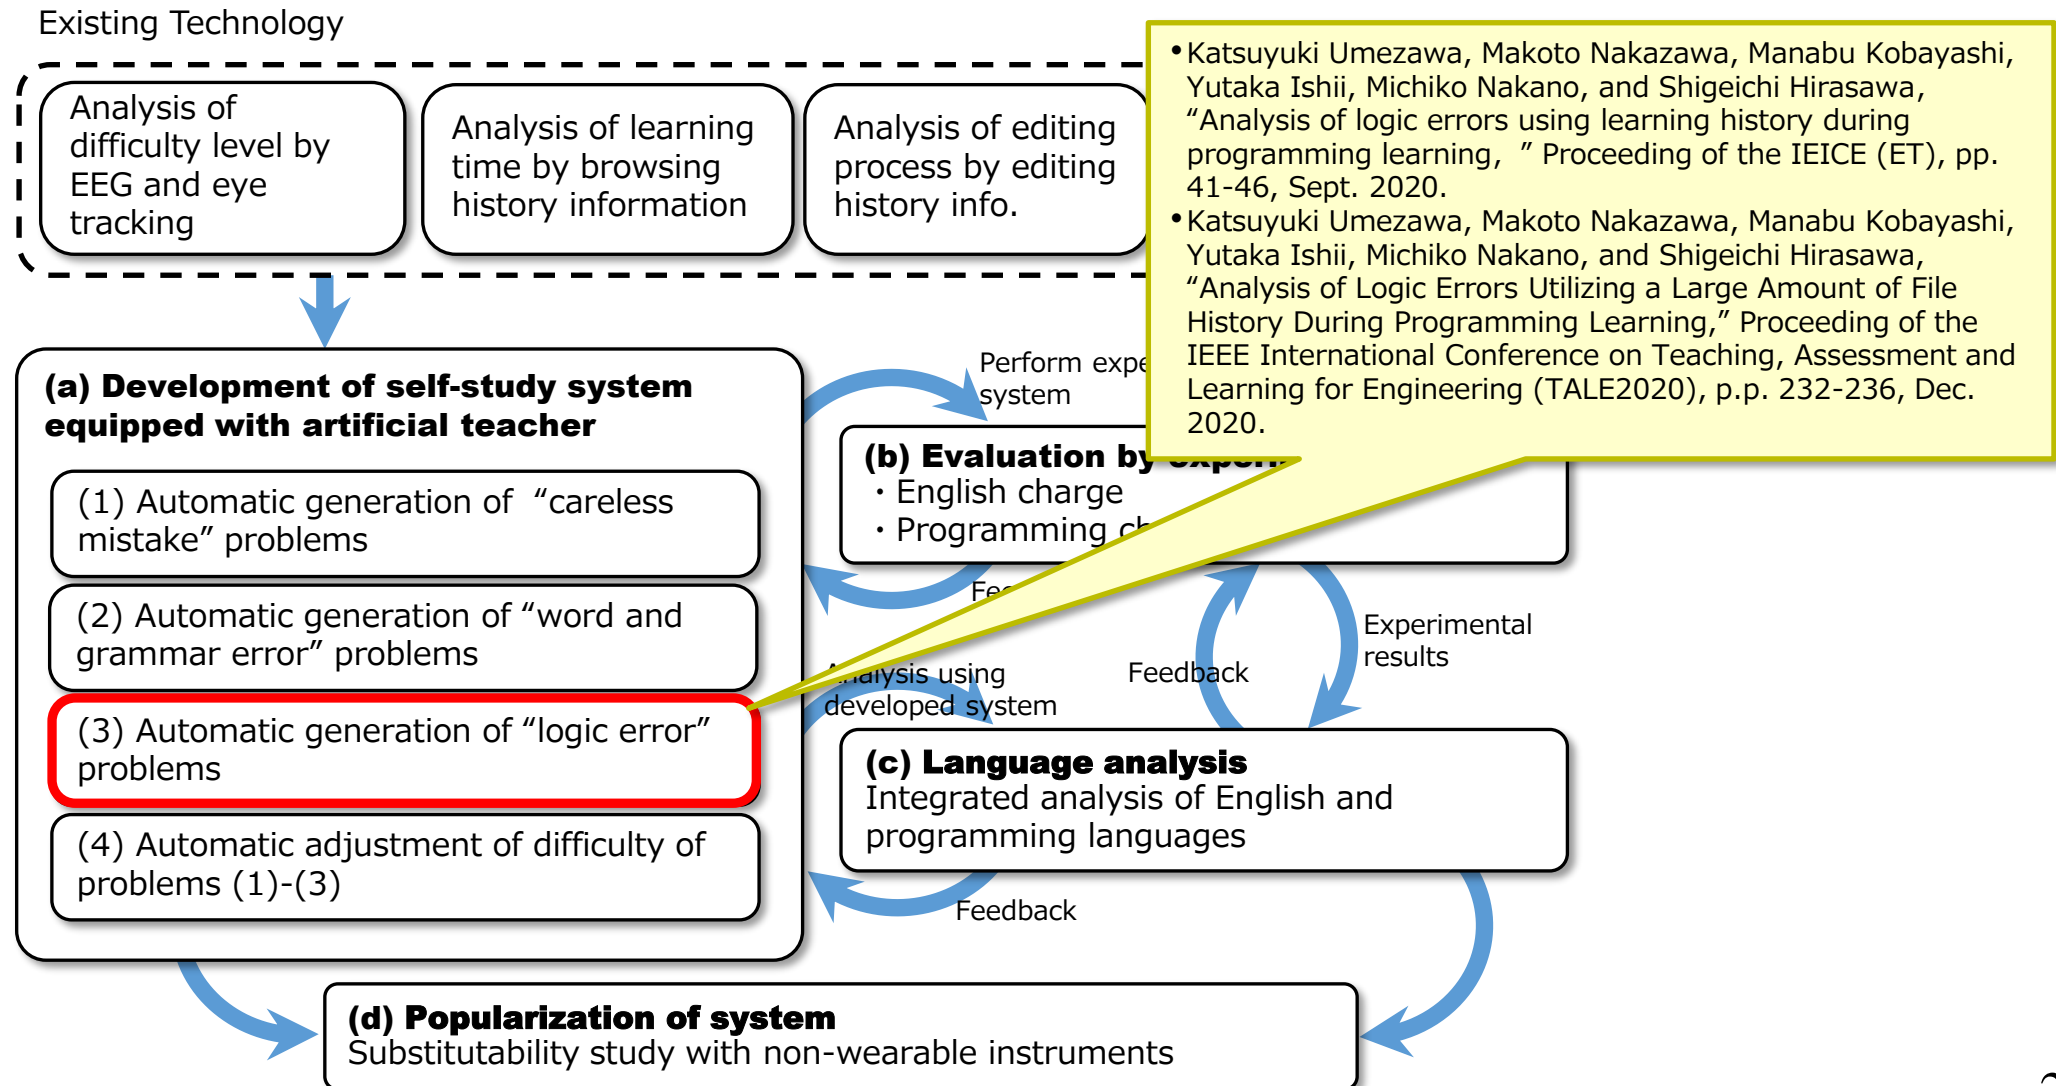 Existing Technology
Analysis of
difficulty level by
EEG and eye
tracking
Analysis of learning
time by browsing
history information
Analysis of editing
process by editing
history info.
•Katsuyuki Umezawa, Makoto Nakazawa, Manabu Kobayashi,
Yutaka Ishii, Michiko Nakano, and Shigeichi Hirasawa,
“Analysis of logic errors using learning history during
programming learning, ” Proceeding of the IEICE (ET), pp.
41-46, Sept. 2020.
•Katsuyuki Umezawa, Makoto Nakazawa, Manabu Kobayashi,
Yutaka Ishii, Michiko Nakano, and Shigeichi Hirasawa,
“Analysis of Logic Errors Utilizing a Large Amount of File
History During Programming Learning,” Proceeding of the
IEEE International Conference on Teaching, Assessment and
Learning for Engineering (TALE2020), p.p. 232-236, Dec.
2020.
(a) Development of self-study system
equipped with artificial teacher
(1) Automatic generation of “careless
mistake” problems
(2) Automatic generation of “word and
grammar error” problems
(3) Automatic generation of “logic error”
problems
(4) Automatic adjustment of difficulty of
problems (1)-(3)
Perform
system
(b) Evaluation by
・English charge
・Programming
Experimental
results
Feedback
Analysis using
developed system
(c) Language analysis
Integrated analysis of English and
programming languages
Feedback
(d) Popularization of system
Substitutability study with non-wearable instruments